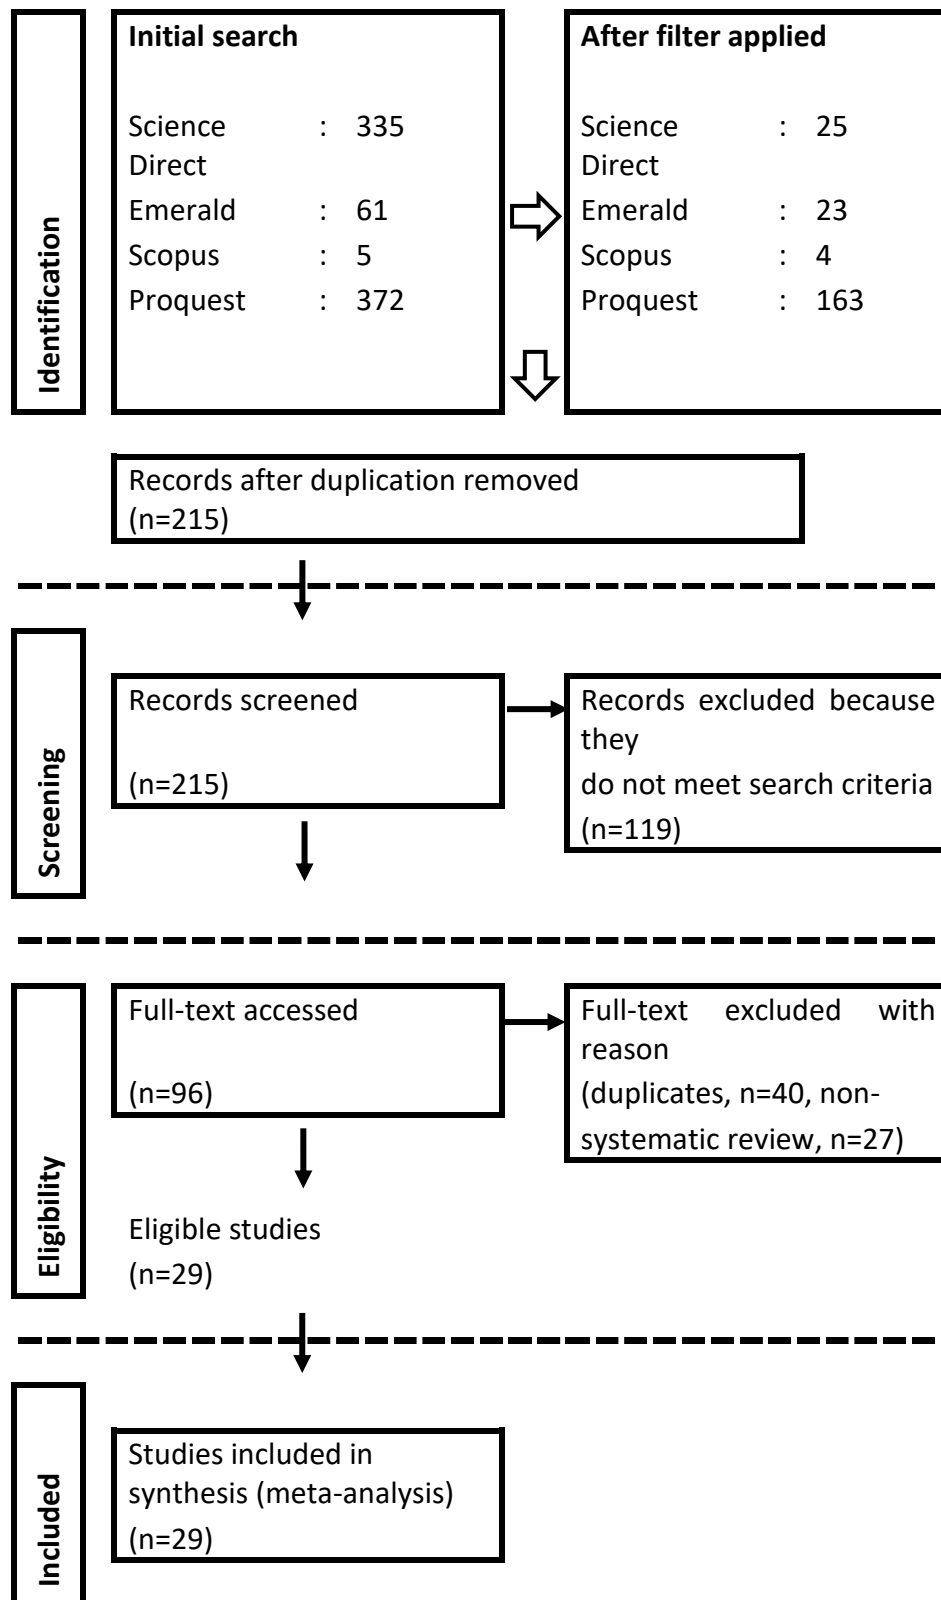 Identification
Initial search
Science Direct : 335
Emerald : 61
Scopus : 5
Proquest : 372
After filter applied
Science Direct : 25
Emerald : 23
Scopus : 4
Proquest : 163
Records after duplication removed
(n=215)
Screening
Records screened
(n=215)
Records excluded because
they
do not meet search criteria
(n=119)
Eligibility
Full-text accessed
(n=96)
Full-text excluded with
reason
(duplicates, n=40, non-
systematic review, n=27)
Eligible studies
(n=29)
Included
Studies included in
synthesis (meta-analysis)
(n=29)